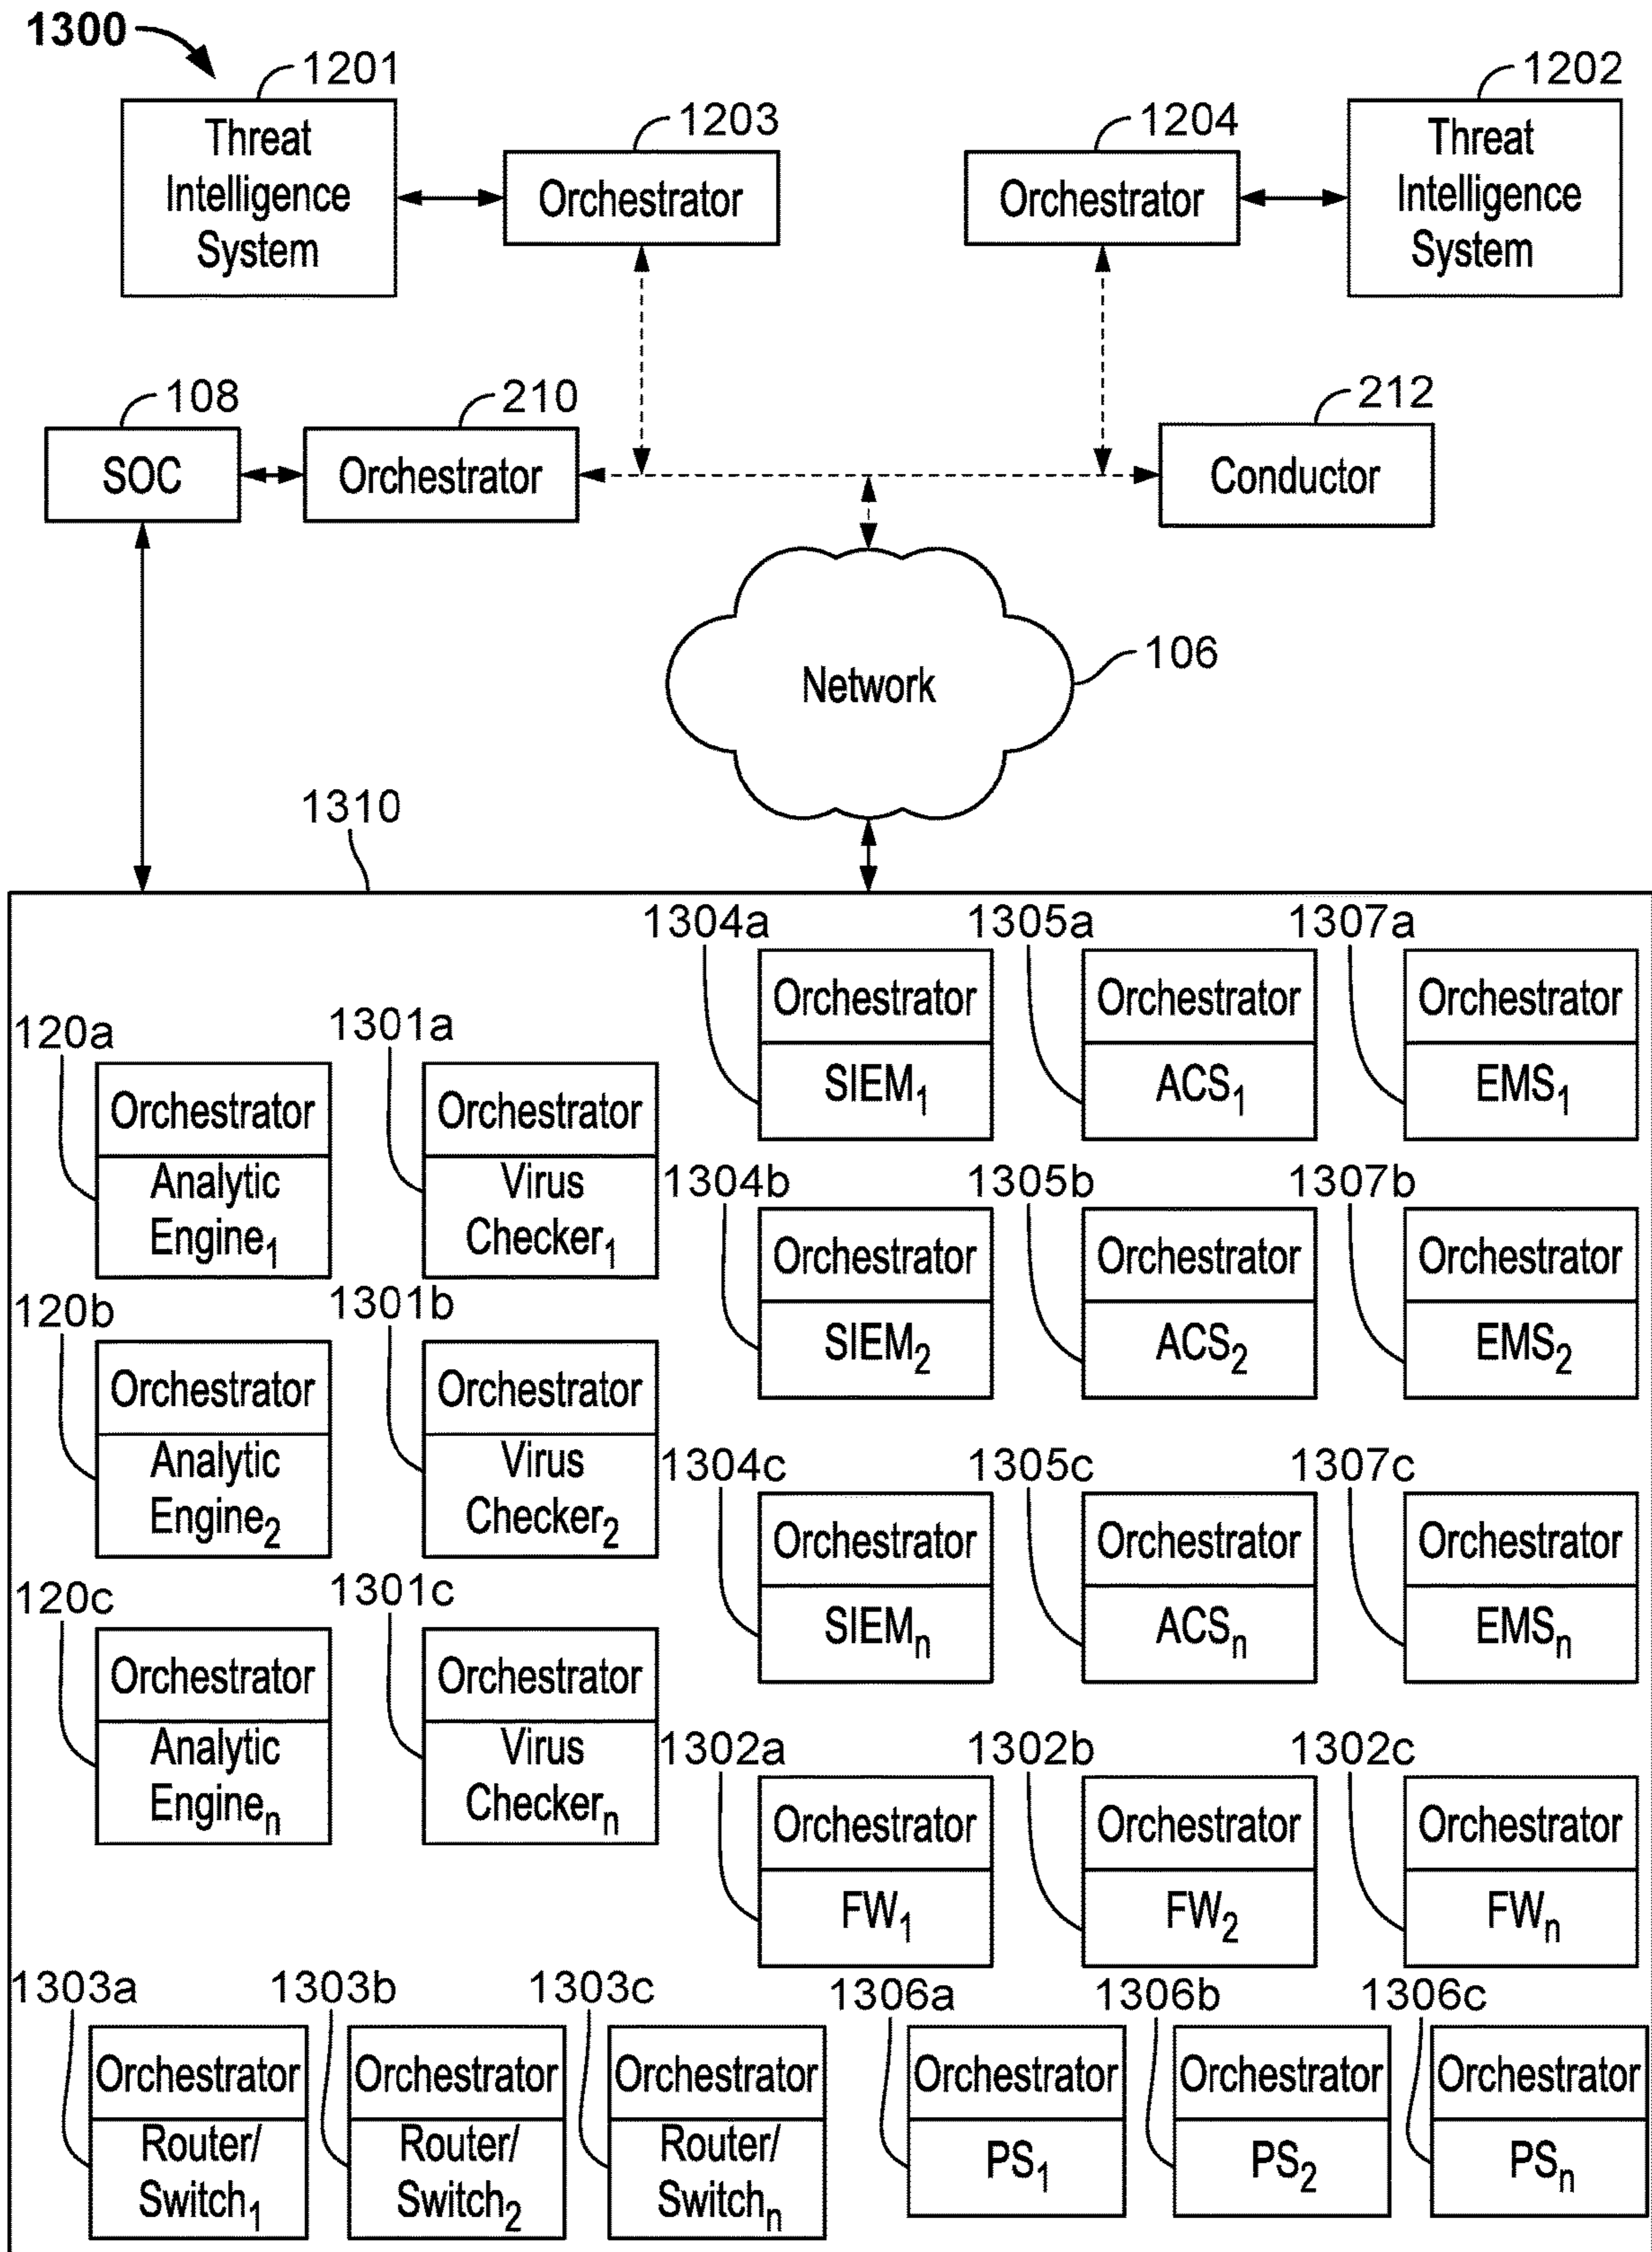 1300
1201
1202
1203
1204
Threat
Intelligence
System
Orchestrator
Orchestrator
Threat
Intelligence
System
108
210
212
SOC
Orchestrator
Conductor
Network
106
1310
1304a
1305a
1307a
Orchestrator
SIEM1
Orchestrator
ACS1
Orchestrator
EMS1
120a
1301a
Orchestrator
Analytic
Engine1
Orchestrator
Virus
Checker1
1304b
1305b
1307b
Orchestrator
SIEM2
Orchestrator
ACS2
Orchestrator
EMS2
120b
1301b
Orchestrator
Analytic
Engine2
Orchestrator
Virus
Checker2
1304c
1305c
1307c
Orchestrator
SIEMn
Orchestrator
ACSn
Orchestrator
EMSn
120c
1301c
Orchestrator
Analytic
Enginen
Orchestrator
Virus
Checkern
1302a
1302b
1302c
Orchestrator
FW1
Orchestrator
FW2
Orchestrator
FWn
1303a
1303b
1303c
1306a
1306b
1306c
Orchestrator
Router/
Switch1
Orchestrator
Router/
Switch2
Orchestrator
Router/
Switchn
Orchestrator
PS1
Orchestrator
PS2
Orchestrator
PSn